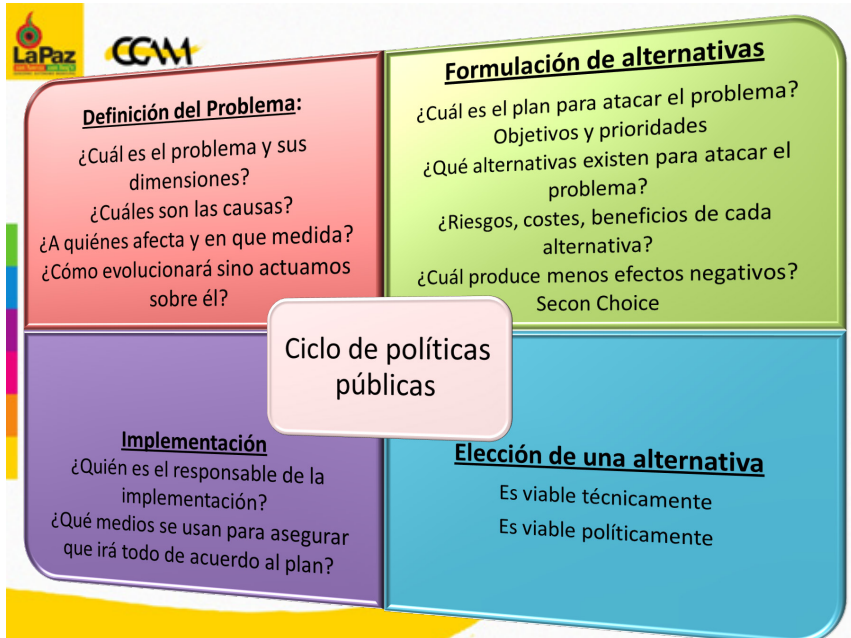 LaPaz
CCAM
Definición del Problema:
¿Cuál es el problema y sus
dimensiones?
¿Cuáles son las causas?
¿A quiénes afecta y en que medida?
¿Cómo evolucionará sino actuamos
sobre él?
Formulación de alternativas
¿Cuál es el plan para atacar el problema?
Objetivos y prioridades
¿Qué alternativas existen para atacar el
problema?
¿Riesgos, costes, beneficios de cada
alternativa?
¿Cuál produce menos efectos negativos?
Secon Choice
Ciclo de políticas
públicas
Implementación
¿Quién es el responsable de la
implementación?
¿Qué medios se usan para asegurar
que irá todo de acuerdo al plan?
Elección de una alternativa
Es viable técnicamente
Es viable políticamente